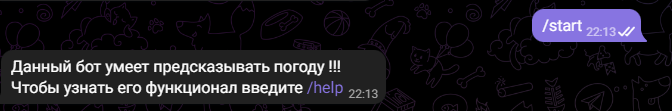 /start 22:13
Данный бот умеет предсказывать погоду !!!
Чтобы узнать его функционал введите /help 22:13